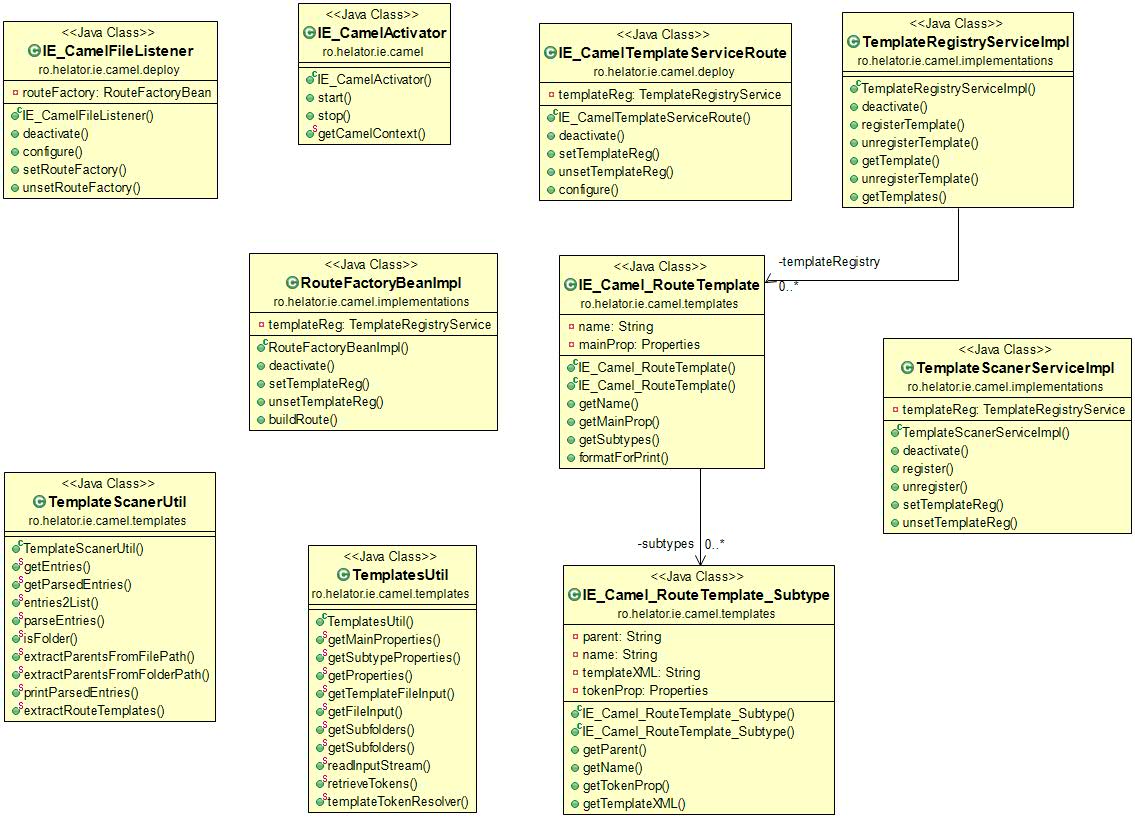 <<Java Class>>
IE_CamelFileListener
ro.helator.ie.camel.deploy
routeFactory: RouteFactoryBean
IE_CamelFileListener()
deactivate()
configure()
setRouteFactory()
unsetRouteFactory()
<<Java Class>>
IE_CamelActivator
ro.helator.ie.camel
IE_CamelActivator()
start()
stop()
getCamelContext()
<<Java Class>>
IE_CamelTemplateServiceRoute
ro.helator.ie.camel.deploy
templateReg: TemplateRegistryService
IE_CamelTemplateServiceRoute()
deactivate()
setTemplateReg()
unsetTemplateReg()
configure()
<<Java Class>>
TemplateRegistryServiceImpl
ro.helator.ie.camel.implementations
TemplateRegistryServiceImpl()
deactivate()
registerTemplate()
unregisterTemplate()
getTemplate()
unregisterTemplate()
getTemplates()
-templateRegistry
0..*
<<Java Class>>
RouteFactoryBeanImpl
ro.helator.ie.camel.implementations
templateReg: TemplateRegistryService
RouteFactoryBeanImpl()
deactivate()
setTemplateReg()
unsetTemplateReg()
buildRoute()
<<Java Class>>
IE_Camel_RouteTemplate
ro.helator.ie.camel.templates
name: String
mainProp: Properties
IE_Camel_RouteTemplate()
IE_Camel_RouteTemplate()
getName()
getMainProp()
getSubtypes()
formatForPrint()
<<Java Class>>
TemplateScanerServiceImpl
ro.helator.ie.camel.implementations
templateReg: TemplateRegistryService
TemplateScanerServiceImpl()
deactivate()
register()
unregister()
setTemplateReg()
unsetTemplateReg()
<<Java Class>>
TemplateScanerUtil
ro.helator.ie.camel.templates
TemplateScanerUtil()
getEntries()
getParsedEntries()
entries2List()
parseEntries()
isFolder()
extractParentsFromFilePath()
extractParentsFromFolderPath()
printParsedEntries()
extractRouteTemplates()
<<Java Class>>
TemplatesUtil
ro.helator.ie.camel.templates
TemplatesUtil()
getMainProperties()
getSubtypeProperties()
getProperties()
getTemplateFileInput()
getFileInput()
getSubfolders()
getSubfolders()
readInputStream()
retrieveTokens()
templateTokenResolver()
-subtypes
0..*
<<Java Class>>
IE_Camel_RouteTemplate_Subtype
ro.helator.ie.camel.templates
parent: String
name: String
templateXML: String
tokenProp: Properties
IE_Camel_RouteTemplate_Subtype()
IE_Camel_RouteTemplate_Subtype()
getParent()
getName()
getTokenProp()
getTemplateXML()